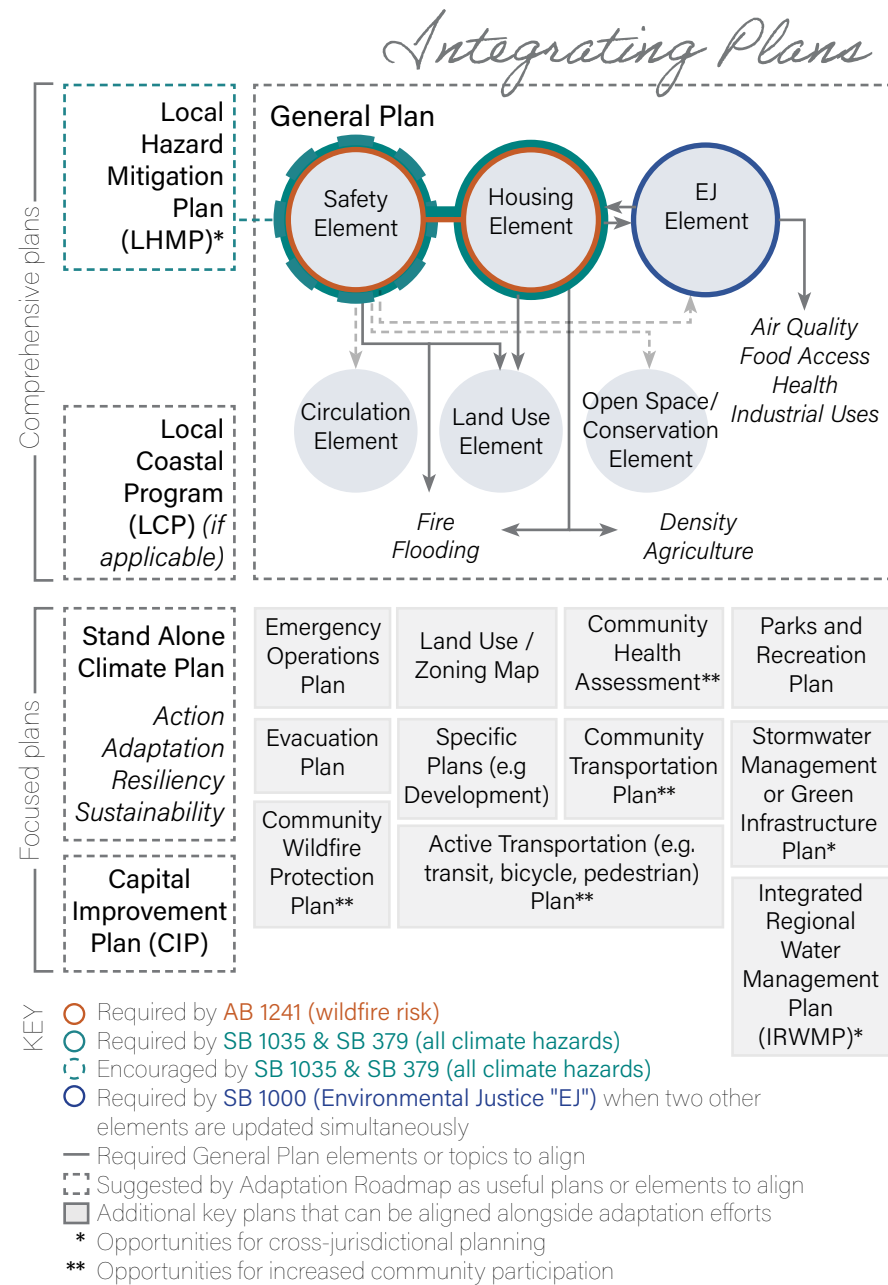 Integrating Plans
Comprehensive plans
Local
Hazard
Mitigation
Plan
(LHMP)*
General Plan
Safety
Element
Housing
Element
EJ
Element
Air Quality
Food Access
Health
Industrial Uses
Circulation
Element
Land Use
Element
Open Space/
Conservation
Element
Local
Coastal
Program
(LCP) (if
applicable)
Fire
Flooding
Density
Agriculture
Focused plans
Stand Alone
Climate Plan
Action
Adaptation
Resiliency
Sustainability
Capital
Improvement
Plan (CIP)
Emergency
Operations
Plan
Land Use /
Zoning Map
Community
Health
Assessment**
Parks and
Recreation
Plan
Evacuation
Plan
Specific
Plans (e.g
Development)
Community
Transportation
Plan**
Stormwater
Management
or Green
Infrastructure
Plan*
Community
Wildfire
Protection
Plan**
Active Transportation (e.g.
transit, bicycle, pedestrian)
Plan**
Integrated
Regional
Water
Management
Plan
(IRWMP)*
KEY
Required by AB 1241 (wildfire risk)
Required by SB 1035 & SB 379 (all climate hazards)
Encouraged by SB 1035 & SB 379 (all climate hazards)
Required by SB 1000 (Environmental Justice "EJ") when two other
elements are updated simultaneously
Required General Plan elements or topics to align
Suggested by Adaptation Roadmap as useful plans or elements to align
Additional key plans that can be aligned alongside adaptation efforts
* Opportunities for cross-jurisdictional planning
** Opportunities for increased community participation